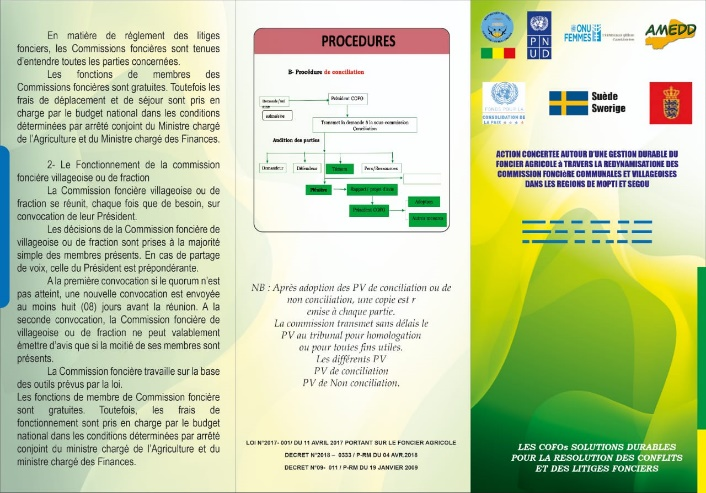 En matière de réglement des litiges
fonciers, les Commissions foncières sont tenues
d'entendre toutes les parties concernées.
Les fonctions de membres des
Commissions foncières sont gratuites. Toutefois les
frais de déplacement et de séjour sont pris en
charge par le budget national dans les conditions
déterminées par arrêté conjoint du Ministre chargé
de l'Agriculture et du Ministre chargé des Finances.
2- Le Fonctionnement de la commission
foncière villageoise ou de fraction
La Commission foncière villageoise ou de
fraction se réunit, chaque fois que de besoin, sur
convocation de leur Président.
Les décisions de la Commission foncière de
villageoise ou de fraction sont prises à la majorité
simple des membres présents. En cas de partage
de voix, celle du Président est prépondérante.
A la première convocation si le quorum n'est
pas atteint, une nouvelle convocation est envoyée
au moins huit (08) jours avant la réunion. A la
seconde convocation, la Commission foncière de
villageoise ou de fraction ne peut valablement
émettre d'avis que si la moitié de ses membres sont
présents.
La Commission foncière travaille sur la base
des outils prévus par la loi.
Les fonctions de membre de Commission foncière
sont gratuites. Toutefois, les frais de
fonctionnement sont pris en charge par le budget
national dans les conditions déterminées par arrêté
conjoint du ministre chargé de l'Agriculture et du
ministre chargé des Finances.
PROCEDURES
B- Procédure de conciliation
Président COFO
Transmet la demande à la sous commission
Conciliation
Audition des parties
Demandeur
Défendeur
Témoin
Pers/Ressources
Plénière
Président COFO
Adoption
NB : Après adoption des PV de conciliation ou de
non conciliation, une copie est r
emise à chaque partie.
La commission transmet sans délais le
PV au tribunal pour homologation
ou pour toutes fins utiles.
Les différents PV
PV de conciliation
PV de Non conciliation.
LOI N°2017- 001/ DU 11 AVRIL 2017 PORTANT SUR LE FONCIER AGRICOLE
DECRET N°2018 – 0333 / P-RM DU 04 AVR.2018
DECRET N°09- 011 / P-RM DU 19 JANVIER 2009
PNUD
ONU
FEMMES
AMEDD
FONDS POUR LA
CONSOLIDATION DE
LA PAIX
Suède
Swerige
ACTION CONCERTEE AUTOUR D'UNE GESTION DURABLE DU
FONCIER AGRICOLE à TRAVERS LA REDYNAMISATIONE DES
COMMISSION FONCIèRE COMMUNALES ET VILLAGEOISES
DANS LES REGIONS DE MOPTI ET SEGOU
LES COFOs SOLUTIONS DURABLES
POUR LA RESOLUTION DES CONFLITS
ET DES LITIGES FONCIERS